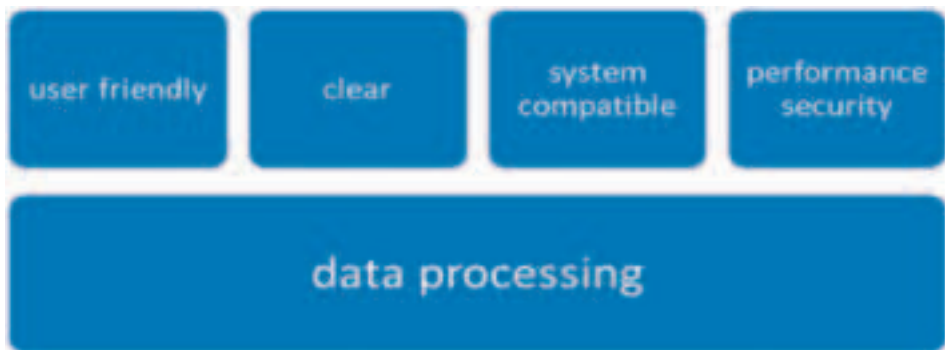 user friendly
clear
system
compatible
performance
security
data processing